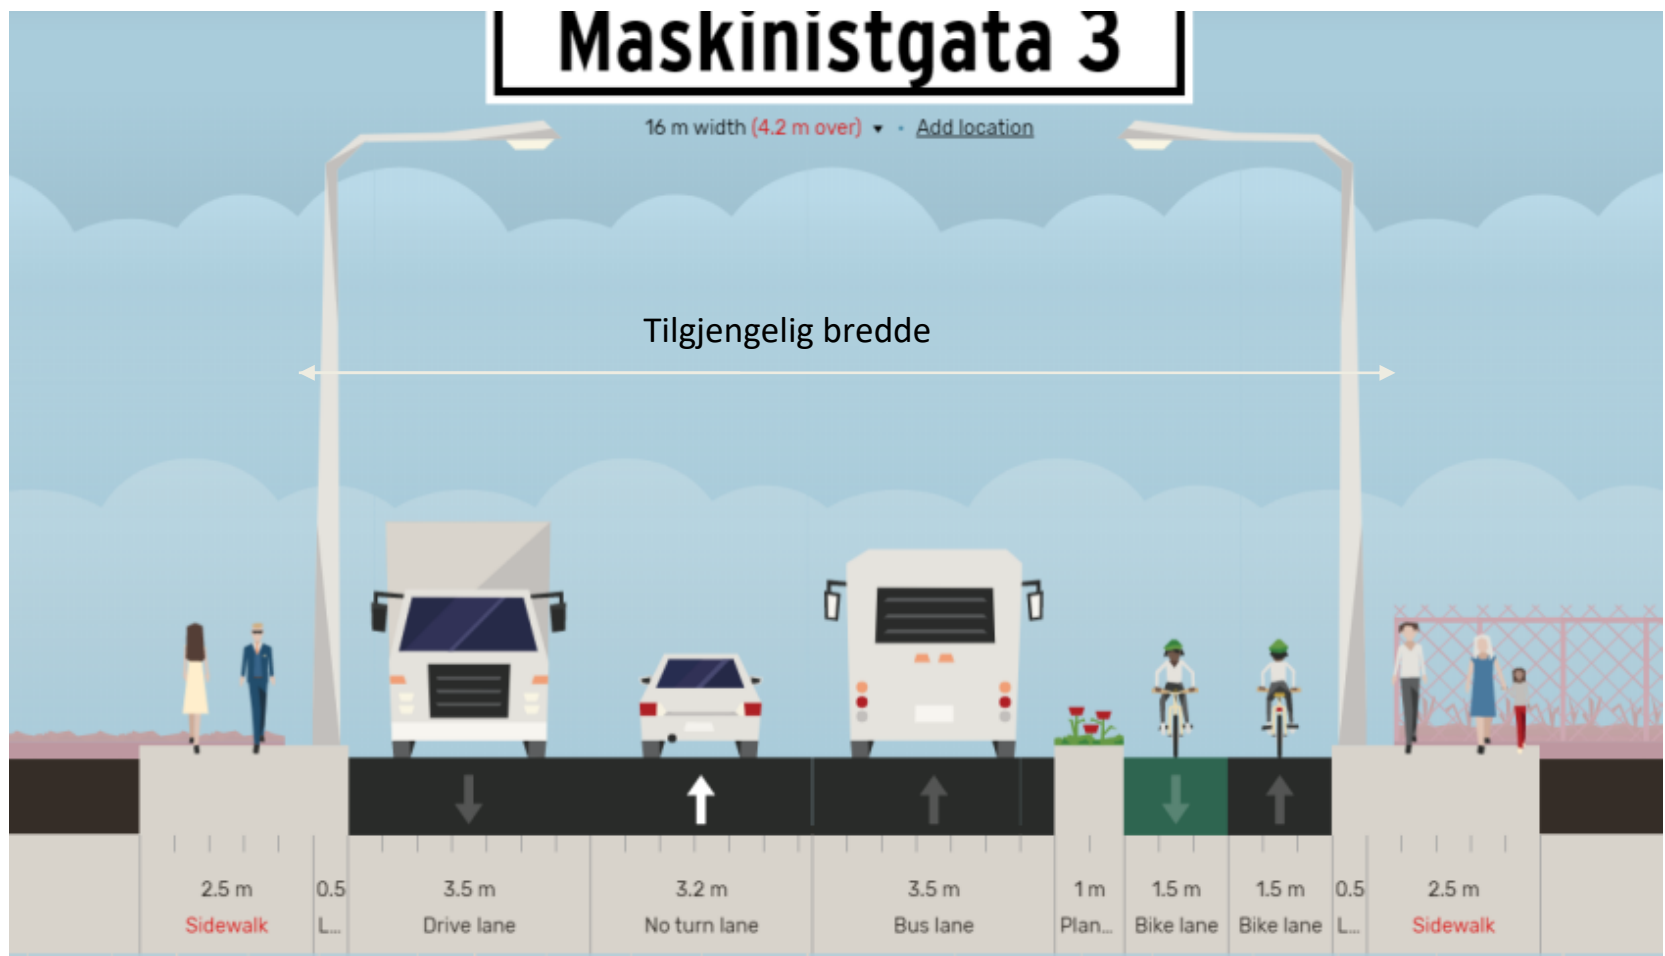 Maskinistgata 3
16 m width (4.2 m over) ▾ · Add location
Tilgjengelig bredde
2.5 m 0.5 3.5 m 3.2 m 3.5 m 1 m 1.5 m 1.5 m 0.5 2.5 m
Sidewalk L... Drive lane No turn lane Bus lane Plan... Bike lane Bike lane L... Sidewalk